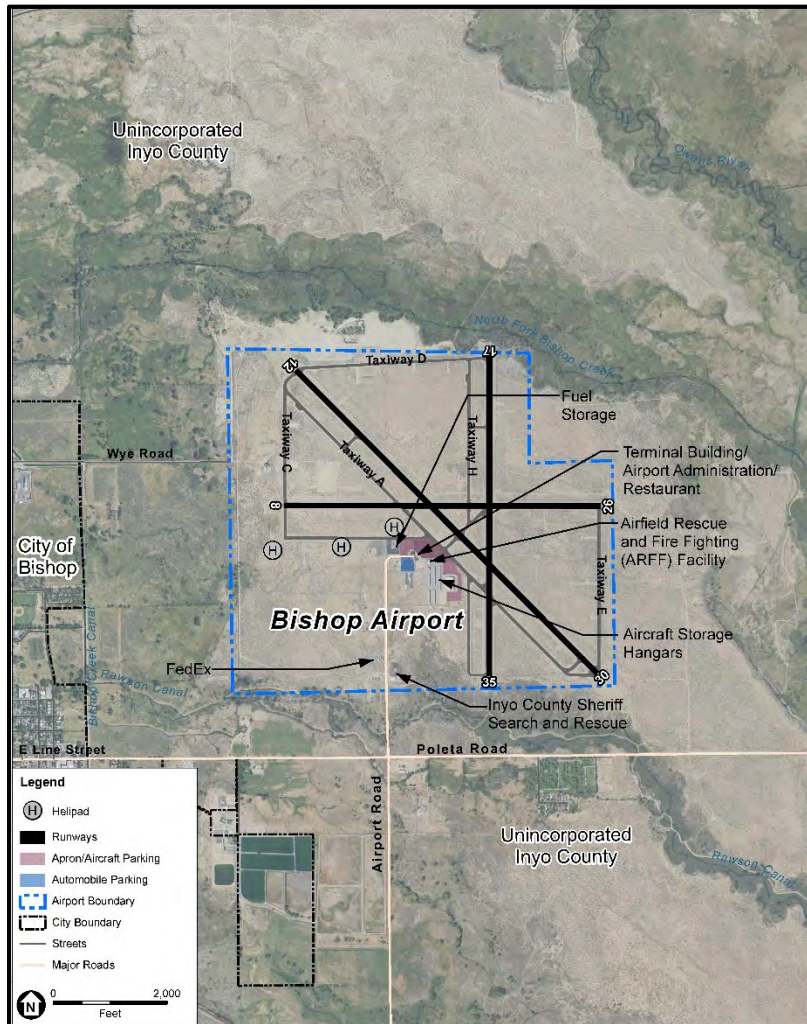 Unincorporated
Inyo County
Owens River
North Fork Bishop Creek
17
12
Taxiway D
Fuel
Storage
Taxiway C
Taxiway A
Taxiway H
Terminal Building/
Airport Administration/
Restaurant
Wye Road
8
26
H
H
H
Airfield Rescue
and Fire Fighting
(ARFF) Facility
City of
Bishop
Taxiway E
Bishop Airport
Aircraft Storage
Hangars
Bishop Creek Canal
Rawson Canal
FedEx
35
30
Inyo County Sheriff
Search and Rescue
E Line Street
Poleta Road
Airport Road
Unincorporated
Inyo County
Rawson Canal
Legend
H Helipad
Runways
Apron/Aircraft Parking
Automobile Parking
Airport Boundary
City Boundary
Streets
Major Roads
N
0 2,000
Feet